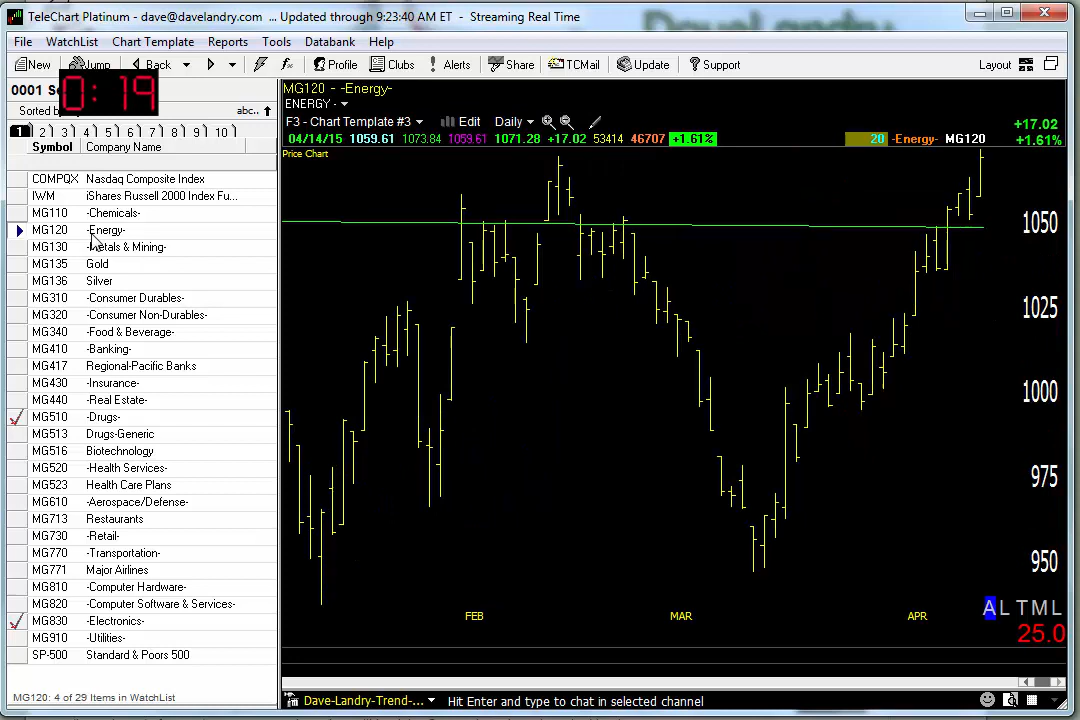 TeleChart Platinum - dave@davelandry.com ... Updated through 9:23:40 AM ET - Streaming Real Time
File WatchList Chart Template Reports Tools Databank Help
New Jump Back Profile Clubs Alerts Share TCMail Update Support Layout
0001
0:19
Sorted abc..
1 2 3 4 5 6 7 8 9 10
Symbol Company Name
COMPQX Nasdaq Composite Index
IWM iShares Russell 2000 Index Fu...
MG110 -Chemicals-
MG120 -Energy-
MG130 -Metals & Mining-
MG135 Gold
MG136 Silver
MG310 -Consumer Durables-
MG320 -Consumer Non-Durables-
MG340 -Food & Beverage-
MG410 -Banking-
MG417 Regional-Pacific Banks
MG430 -Insurance-
MG440 -Real Estate-
MG510 -Drugs-
MG513 Drugs-Generic
MG516 Biotechnology
MG520 -Health Services-
MG523 Health Care Plans
MG610 -Aerospace/Defense-
MG713 Restaurants
MG730 -Retail-
MG770 -Transportation-
MG771 Major Airlines
MG810 -Computer Hardware-
MG820 -Computer Software & Services-
MG830 -Electronics-
MG910 -Utilities-
SP-500 Standard & Poors 500
MG120: 4 of 29 Items in WatchList
MG120 - -Energy-
ENERGY -
F3 - Chart Template #3 Edit Daily
+17.02
04/14/15 1059.61 1073.84 1059.61 1071.28 +17.02 53414 46707 +1.61% 20 -Energy- MG120 +1.61%
Price Chart
1050
1025
1000
975
950
FEB MAR APR
A L T M L
25.0
Dave-Landry-Trend-... Hit Enter and type to chat in selected channel